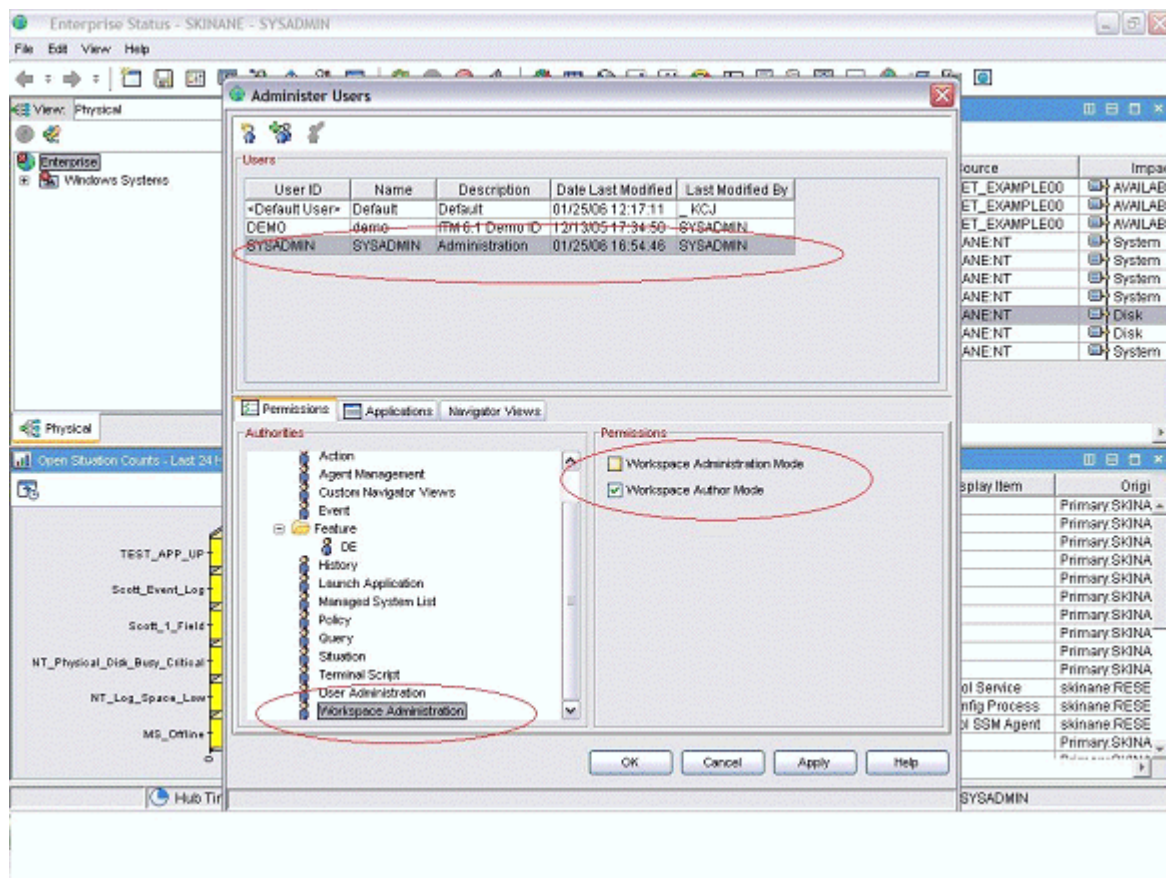 Enterprise Status - SKINANE - SYSADMIN
File Edit View Help
View: Physical
Enterprise
Windows Systems
Physical
Administer Users
Users
User ID Name Description Date Last Modified Last Modified By
<Default User> Default Default 01/25/06 12:17:11 _KCJ
DEMO demo ITM 6.1 Demo ID 12/13/05 17:34:50 SYSADMIN
SYSADMIN SYSADMIN Administration 01/25/06 16:54:46 SYSADMIN
Permissions Applications Navigator Views
Authorities
Action
Agent Management
Custom Navigator Views
Event
Feature
DE
History
Launch Application
Managed System List
Policy
Query
Situation
Terminal Script
User Administration
Workspace Administration
Permissions
Workspace Administration Mode
Workspace Author Mode
OK Cancel Apply Help
ource Impa
ET_EXAMPLE00 AVAILAB
ET_EXAMPLE00 AVAILAB
ET_EXAMPLE00 AVAILAB
ANE:NT System
ANE:NT System
ANE:NT System
ANE:NT System
ANE:NT Disk
ANE:NT Disk
ANE:NT System
Open Situation Counts - Last 24 H
TEST_APP_UP
Scott_Event_Log
Scott_1_Field
NT_Physical_Disk_Busy_Critical
NT_Log_Space_Low
MS_Offline
0
splay Item Origi
Primary:SKINA
Primary:SKINA
Primary:SKINA
Primary:SKINA
Primary:SKINA
Primary:SKINA
Primary:SKINA
Primary:SKINA
Primary:SKINA
Primary:SKINA
ol Service skinane:RESE
nfig Process skinane:RESE
ol SSM Agent skinane:RESE
Primary:SKINA
Hub Tir
SYSADMIN